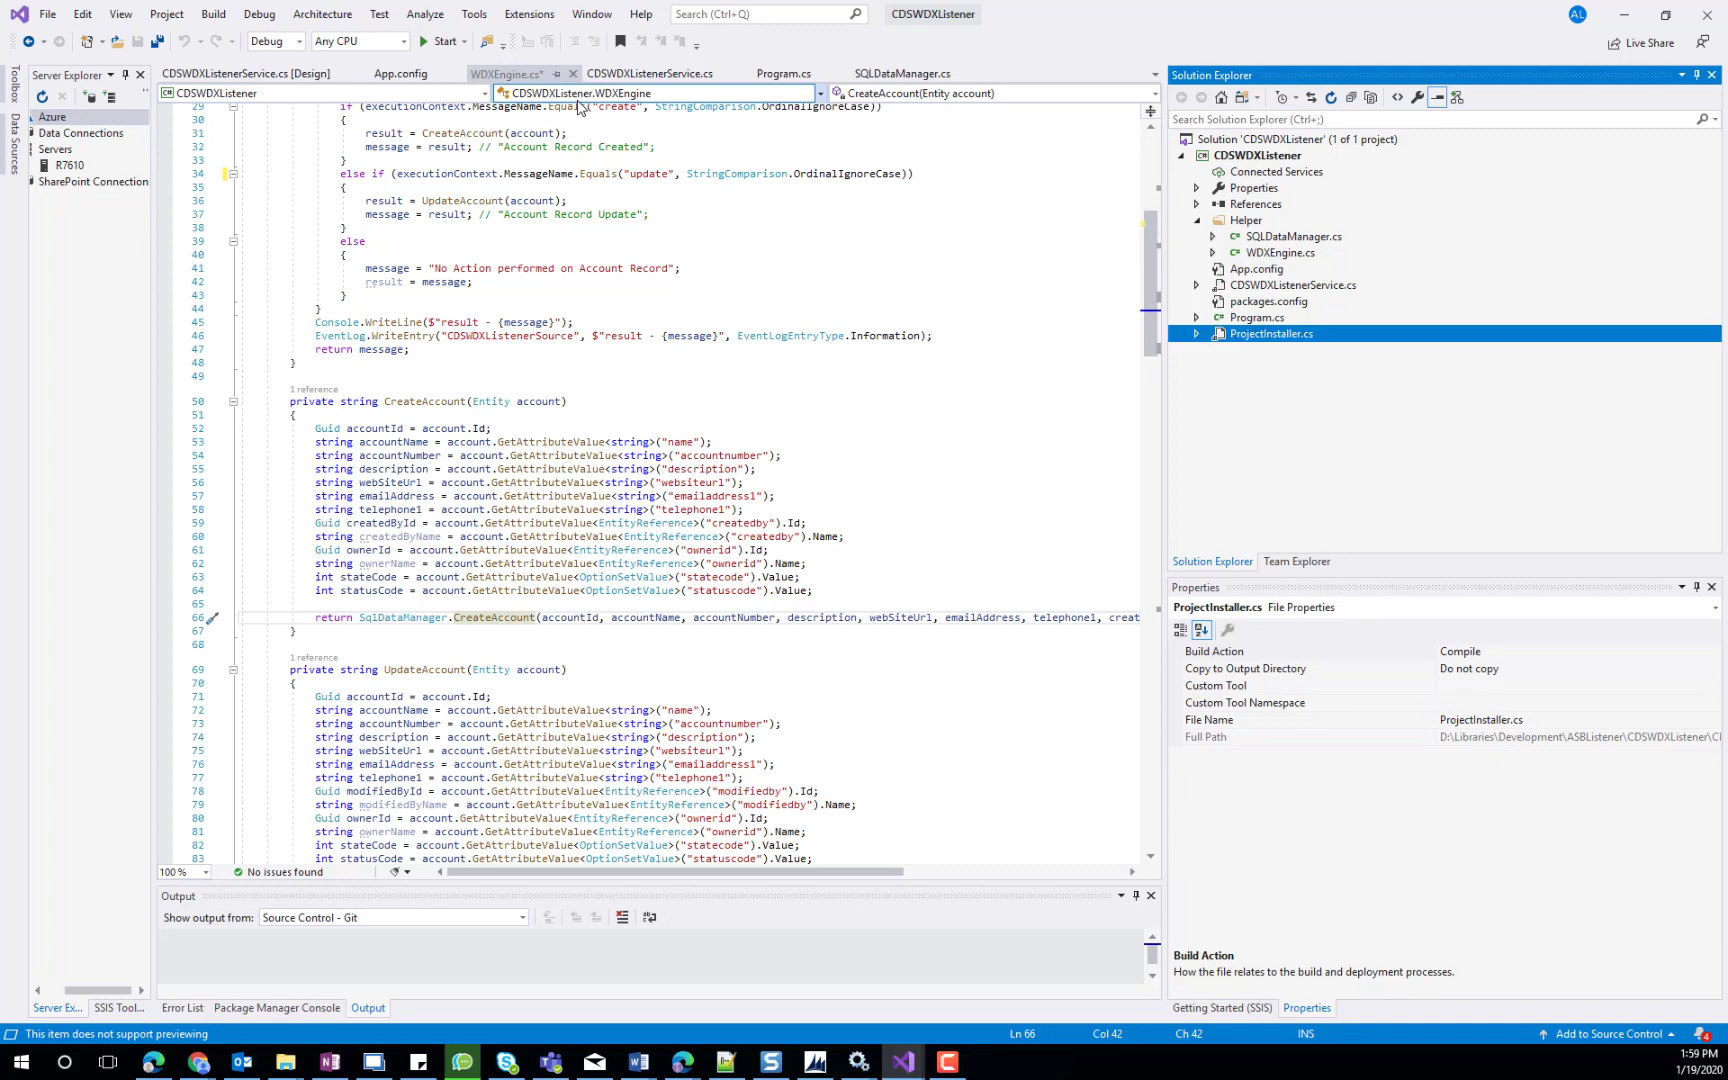 File Edit View Project Build Debug Architecture Test Analyze Tools Extensions Window Help Search (Ctrl+Q) CDSWDXListener AL
Debug Any CPU Start Live Share
CDSWDXListenerService.cs [Design] App.config WDXEngine.cs* CDSWDXListenerService.cs Program.cs SQLDataManager.cs
CDSWDXListener CDSWDXListener.WDXEngine CreateAccount(Entity account)
Toolbox
Data Sources
Server Explorer
Azure
Data Connections
Servers
R7610
SharePoint Connection
29 if (executionContext.MessageName.Equals("create", StringComparison.OrdinalIgnoreCase))
30 {
31 result = CreateAccount(account);
32 message = result; // "Account Record Created";
33 }
34 else if (executionContext.MessageName.Equals("update", StringComparison.OrdinalIgnoreCase))
35 {
36 result = UpdateAccount(account);
37 message = result; // "Account Record Update";
38 }
39 else
40 {
41 message = "No Action performed on Account Record";
42 result = message;
43 }
44 }
45 Console.WriteLine($"result - {message}");
46 EventLog.WriteEntry("CDSWDXListenerSource", $"result - {message}", EventLogEntryType.Information);
47 return message;
48 }
49
1 reference
50 private string CreateAccount(Entity account)
51 {
52 Guid accountId = account.Id;
53 string accountName = account.GetAttributeValue<string>("name");
54 string accountNumber = account.GetAttributeValue<string>("accountnumber");
55 string description = account.GetAttributeValue<string>("description");
56 string webSiteUrl = account.GetAttributeValue<string>("websiteurl");
57 string emailAddress = account.GetAttributeValue<string>("emailaddress1");
58 string telephone1 = account.GetAttributeValue<string>("telephone1");
59 Guid createdById = account.GetAttributeValue<EntityReference>("createdby").Id;
60 string createdByName = account.GetAttributeValue<EntityReference>("createdby").Name;
61 Guid ownerId = account.GetAttributeValue<EntityReference>("ownerid").Id;
62 string ownerName = account.GetAttributeValue<EntityReference>("ownerid").Name;
63 int stateCode = account.GetAttributeValue<OptionSetValue>("statecode").Value;
64 int statusCode = account.GetAttributeValue<OptionSetValue>("statuscode").Value;
65
66 return SqlDataManager.CreateAccount(accountId, accountName, accountNumber, description, webSiteUrl, emailAddress, telephone1, creat
67 }
68
1 reference
69 private string UpdateAccount(Entity account)
70 {
71 Guid accountId = account.Id;
72 string accountName = account.GetAttributeValue<string>("name");
73 string accountNumber = account.GetAttributeValue<string>("accountnumber");
74 string description = account.GetAttributeValue<string>("description");
75 string webSiteUrl = account.GetAttributeValue<string>("websiteurl");
76 string emailAddress = account.GetAttributeValue<string>("emailaddress1");
77 string telephone1 = account.GetAttributeValue<string>("telephone1");
78 Guid modifiedById = account.GetAttributeValue<EntityReference>("modifiedby").Id;
79 string modifiedByName = account.GetAttributeValue<EntityReference>("modifiedby").Name;
80 Guid ownerId = account.GetAttributeValue<EntityReference>("ownerid").Id;
81 string ownerName = account.GetAttributeValue<EntityReference>("ownerid").Name;
82 int stateCode = account.GetAttributeValue<OptionSetValue>("statecode").Value;
83 int statusCode = account.GetAttributeValue<OptionSetValue>("statuscode").Value;
100 % No issues found
Output
Show output from: Source Control - Git
Server Ex... SSIS Tool... Error List Package Manager Console Output
Solution Explorer
Search Solution Explorer (Ctrl+;)
Solution 'CDSWDXListener' (1 of 1 project)
CDSWDXListener
Connected Services
Properties
References
Helper
SQLDataManager.cs
WDXEngine.cs
App.config
CDSWDXListenerService.cs
packages.config
Program.cs
ProjectInstaller.cs
Solution Explorer Team Explorer
Properties
ProjectInstaller.cs File Properties
Build Action Compile
Copy to Output Directory Do not copy
Custom Tool
Custom Tool Namespace
File Name ProjectInstaller.cs
Full Path D:\Libraries\Development\ASBListener\CDSWDXListener\C
Build Action
How the file relates to the build and deployment processes.
Getting Started (SSIS) Properties
This item does not support previewing Ln 66 Col 42 Ch 42 INS Add to Source Control 4
1:59 PM
1/19/2020